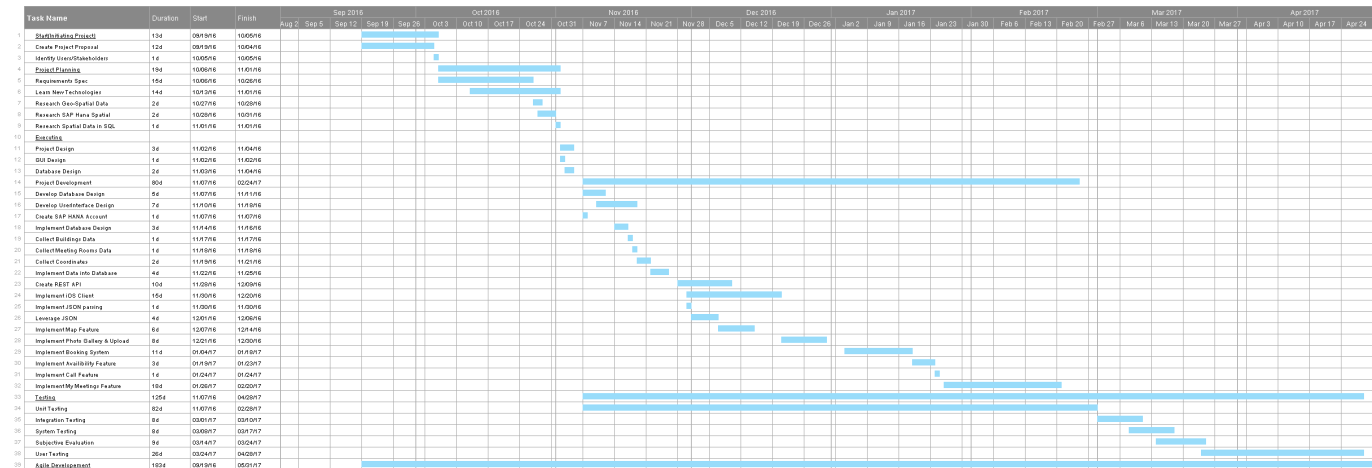 Task Name Duration Start Finish Sep 2016 Oct 2016 Nov 2016 Dec 2016 Jan 2017 Feb 2017 Mar 2017 Apr 2017
Aug 2 Sep 5 Sep 12 Sep 19 Sep 26 Oct 3 Oct 10 Oct 17 Oct 24 Oct 31 Nov 7 Nov 14 Nov 21 Nov 28 Dec 5 Dec 12 Dec 19 Dec 26 Jan 2 Jan 9 Jan 16 Jan 23 Jan 30 Feb 6 Feb 13 Feb 20 Feb 27 Mar 6 Mar 13 Mar 20 Mar 27 Apr 3 Apr 10 Apr 17 Apr 24
1 Start(Initiating Project) 13d 09/19/16 10/05/16
2 Create Project Proposal 12d 09/19/16 10/04/16
3 Identity Users/Stakeholders 1d 10/05/16 10/05/16
4 Project Planning 19d 10/06/16 11/01/16
5 Requirements Spec 15d 10/06/16 10/26/16
6 Learn New Technologies 14d 10/13/16 11/01/16
7 Research Geo-Spatial Data 2d 10/27/16 10/28/16
8 Research SAP Hana Spatial 2d 10/28/16 10/31/16
9 Research Spatial Data in SQL 1d 11/01/16 11/01/16
10 Executing
11 Project Design 3d 11/02/16 11/04/16
12 GUI Design 1d 11/02/16 11/02/16
13 Database Design 2d 11/03/16 11/04/16
14 Project Development 80d 11/07/16 02/24/17
15 Develop Database Design 5d 11/07/16 11/11/16
16 Develop UserInterface Design 7d 11/10/16 11/18/16
17 Create SAP HANA Account 1d 11/07/16 11/07/16
18 Implement Database Design 3d 11/14/16 11/16/16
19 Collect Buildings Data 1d 11/17/16 11/17/16
20 Collect Meeting Rooms Data 1d 11/18/16 11/18/16
21 Collect Coordinates 2d 11/19/16 11/21/16
22 Implement Data into Database 4d 11/22/16 11/25/16
23 Create REST API 10d 11/28/16 12/09/16
24 Implement iOS Client 15d 11/30/16 12/20/16
25 Implement JSON parsing 1d 11/30/16 11/30/16
26 Leverage JSON 4d 12/01/16 12/06/16
27 Implement Map Feature 6d 12/07/16 12/14/16
28 Implement Photo Gallery & Upload 8d 12/21/16 12/30/16
29 Implement Booking System 11d 01/04/17 01/18/17
30 Implement Availibility Feature 3d 01/19/17 01/23/17
31 Implement Call Feature 1d 01/24/17 01/24/17
32 Implement My Meetings Feature 18d 01/26/17 02/20/17
33 Testing 125d 11/07/16 04/28/17
34 Unit Testing 82d 11/07/16 02/28/17
35 Integration Testing 8d 03/01/17 03/10/17
36 System Testing 8d 03/08/17 03/17/17
37 Subjective Evaluation 9d 03/14/17 03/24/17
38 User Testing 26d 03/24/17 04/28/17
39 Agile Developement 183d 09/19/16 05/31/17